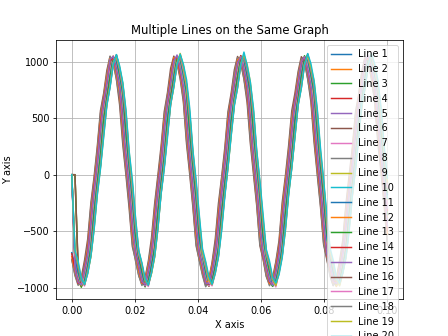 Multiple Lines on the Same Graph
Y axis
1000
500
0
−500
−1000
0.00
0.02
0.04
0.06
X axis
Line 1
Line 2
Line 3
Line 4
Line 5
Line 6
Line 7
Line 8
Line 9
Line 10
Line 11
Line 12
Line 13
Line 14
Line 15
Line 16
Line 17
Line 18
Line 19